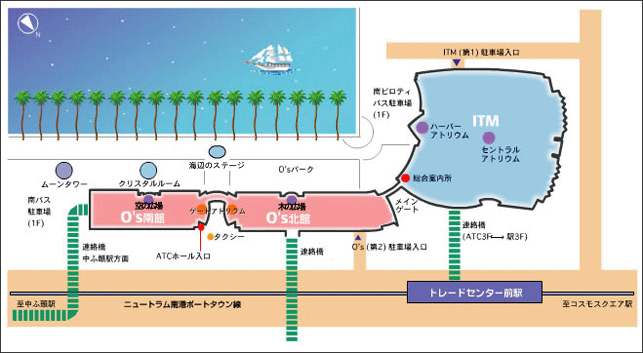 N
ITM (第1) 駐車場入口
南ピロティ
バス駐車場
(1F)
ITM
ハーバー
アトリウム
セントラル
アトリウム
海辺のステージ
O'sパーク
ムーンタワー
クリスタルルーム
総合案内所
南バス
駐車場
(1F)
空の広場
O's南館
ゲートアトリウム
木の広場
O's北館
メイン
ゲート
タクシー
ATCホール入口
連絡橋
中ふ頭駅方面
連絡橋
O's (第2) 駐車場入口
連絡橋
(ATC3F⟷駅3F)
トレードセンター前駅
至中ふ頭駅
ニュートラム南港ポートタウン線
至コスモスクエア駅